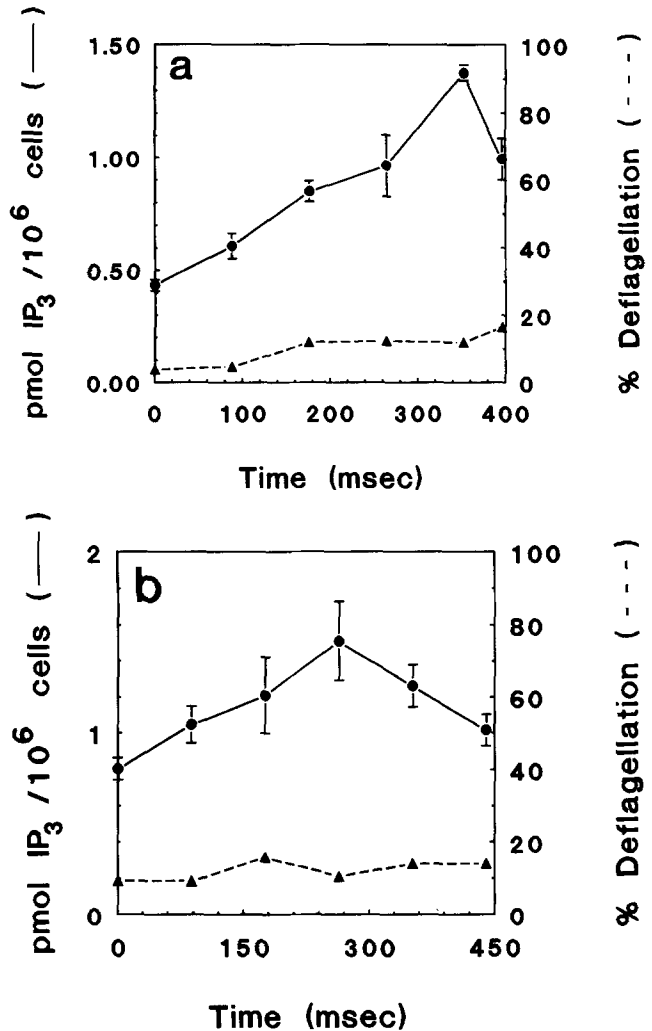 a
pmol IP3 /10^6 cells (——)
1.50
1.00
0.50
0.00
100
80
60
40
20
0
% Deflagellation (- - -)
0 100 200 300 400
Time (msec)
b
pmol IP3 /10^6 cells (——)
2
1
0
100
80
60
40
20
0
% Deflagellation (- - -)
0 150 300 450
Time (msec)